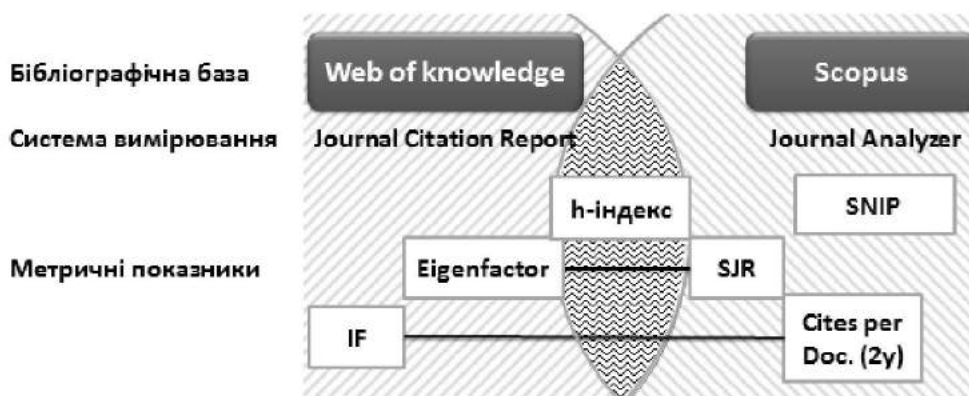 Бібліографічна база
Web of knowledge
Scopus
Система вимірювання
Journal Citation Report
Journal Analyzer
h-індекс
SNIP
Метричні показники
Eigenfactor
SJR
IF
Cites per
Doc. (2y)